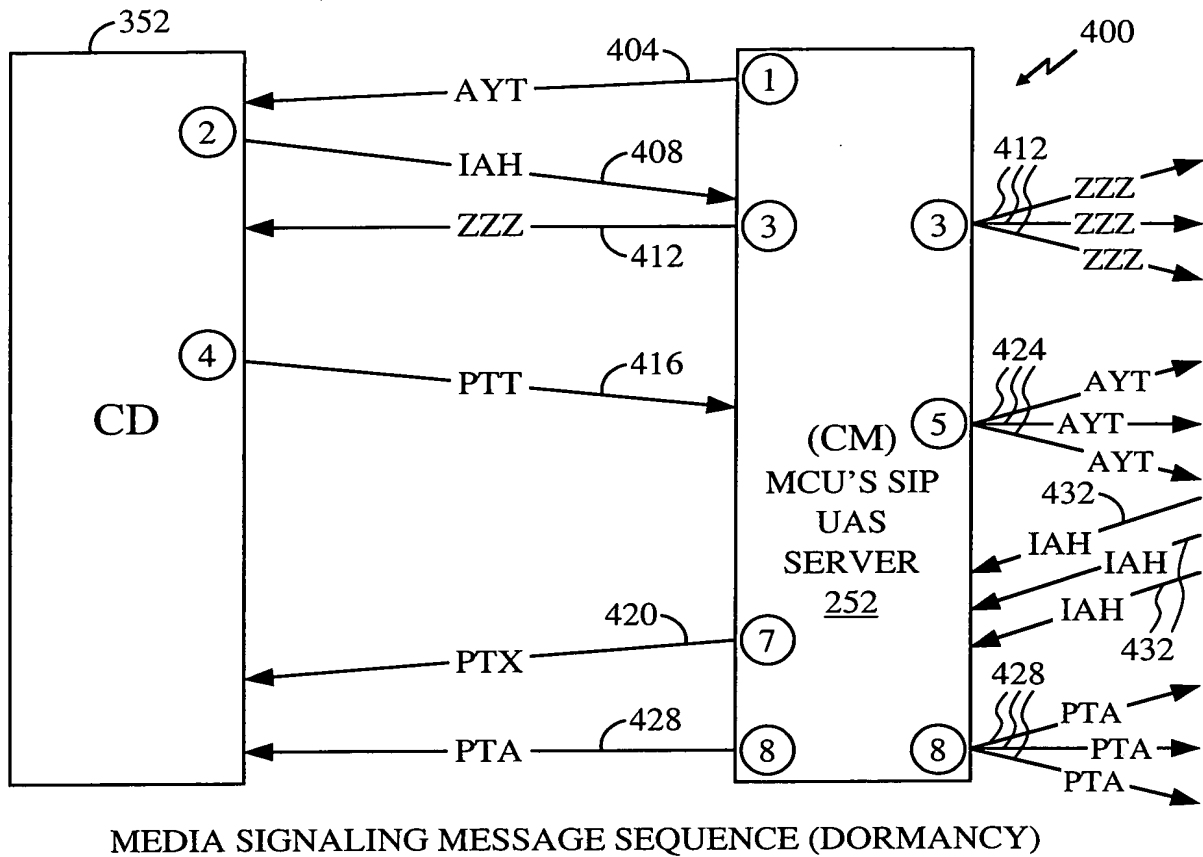 352
404
400
1
AYT
2
IAH
408
412
ZZZ
3
ZZZ
3
ZZZ
412
ZZZ
4
PTT
416
424
AYT
5
AYT
AYT
CD
(CM)
MCU'S SIP
UAS
SERVER
252
432
IAH
IAH
IAH
432
420
7
PTX
428
428
PTA
PTA
8
8
PTA
PTA
MEDIA SIGNALING MESSAGE SEQUENCE (DORMANCY)